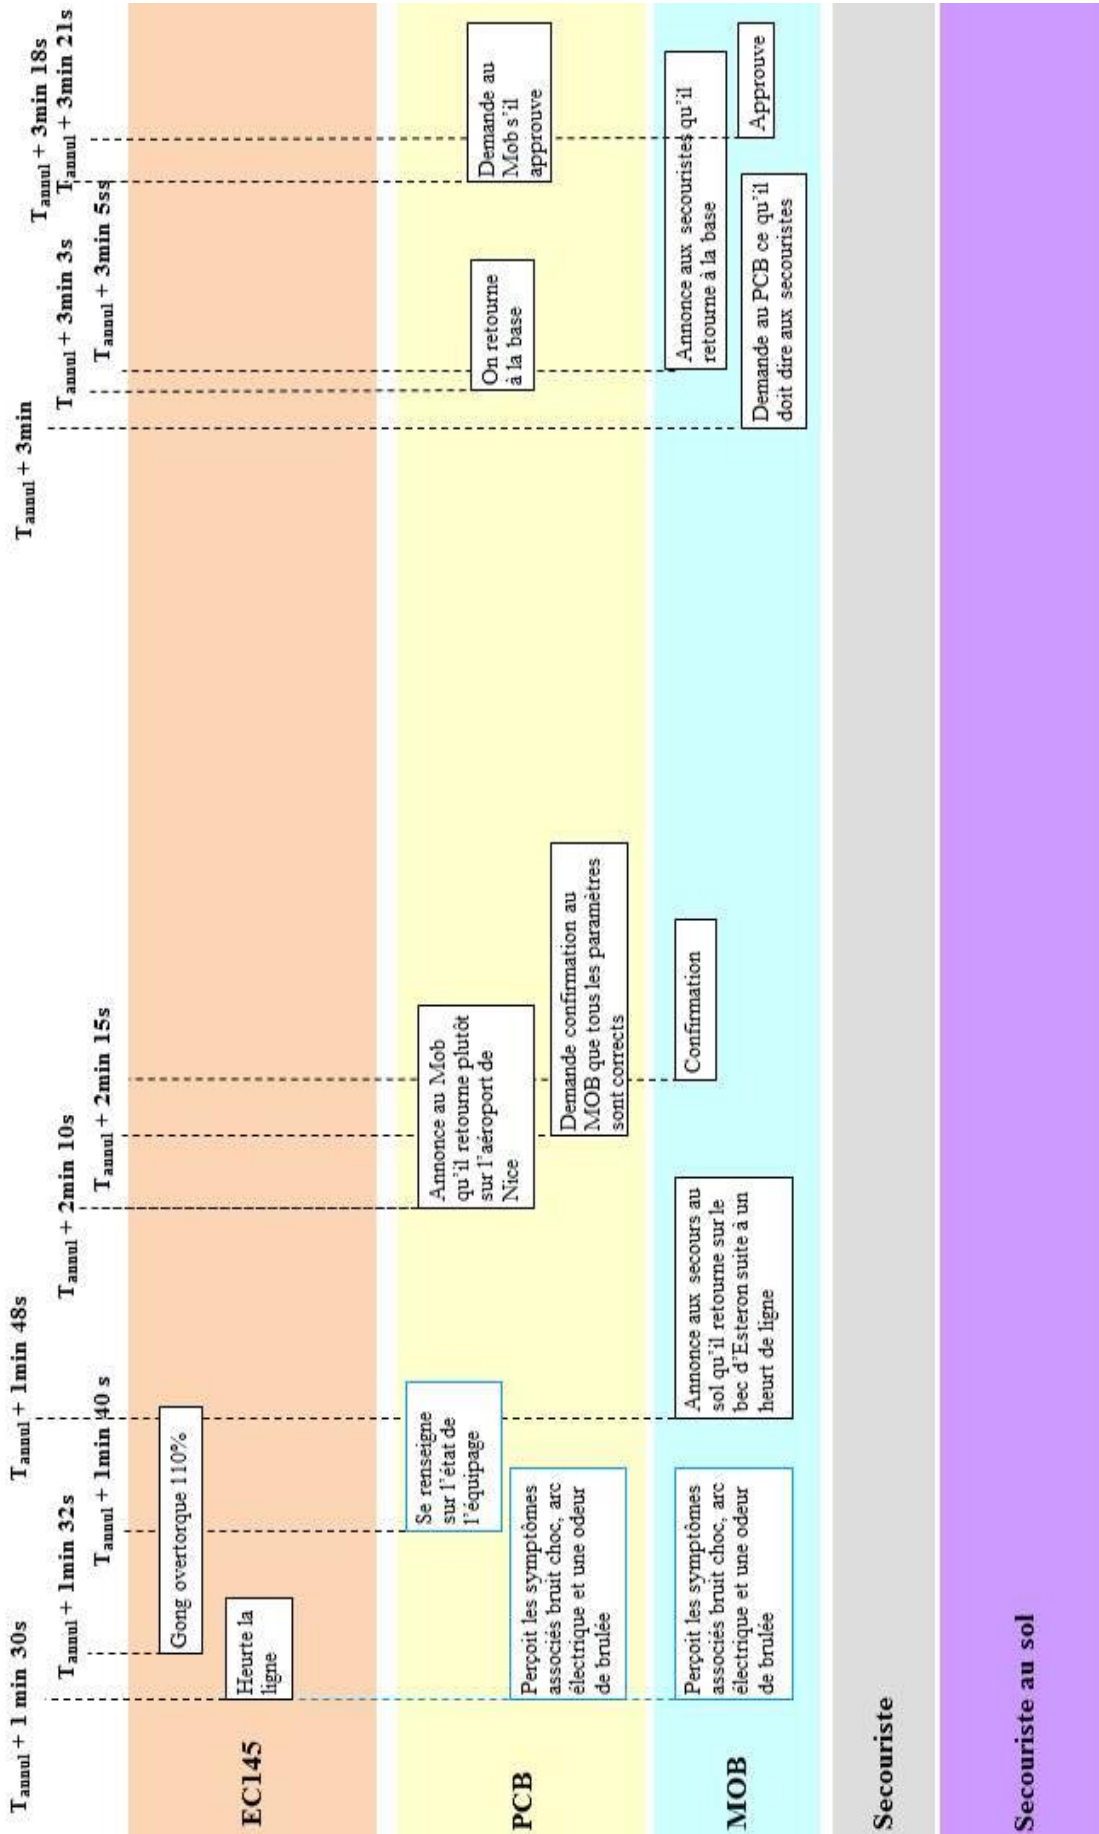 Tannul + 1 min 30s
Tannul + 1min 32s
Tannul + 1min 40 s
Tannul + 1min 48s
Tannul + 2min 10s
Tannul + 2min 15s
Tannul + 3min
Tannul + 3min 3s
Tannul + 3min 5ss
Tannul + 3min 18s
Tannul + 3min 21s
EC145
Heurte la
ligne
Gong overtorque 110%
PCB
Perçoit les symptômes
associés bruit choc, arc
électrique et une odeur
de brulée
Se renseigne
sur l'état de
l'équipage
Annonce au Mob
qu'il retourne plutôt
sur l'aéroport de
Nice
Demande confirmation au
MOB que tous les paramètres
sont corrects
On retourne
à la base
Demande au
Mob s'il
approuve
MOB
Perçoit les symptômes
associés bruit choc, arc
électrique et une odeur
de brulée
Annonce aux secours au
sol qu'il retourne sur le
bec d'Esteron suite à un
heurt de ligne
Confirmation
Annonce aux secouristes qu'il
retourne à la base
Demande au PCB ce qu'il
doit dire aux secouristes
Approuve
Secouriste
Secouriste au sol